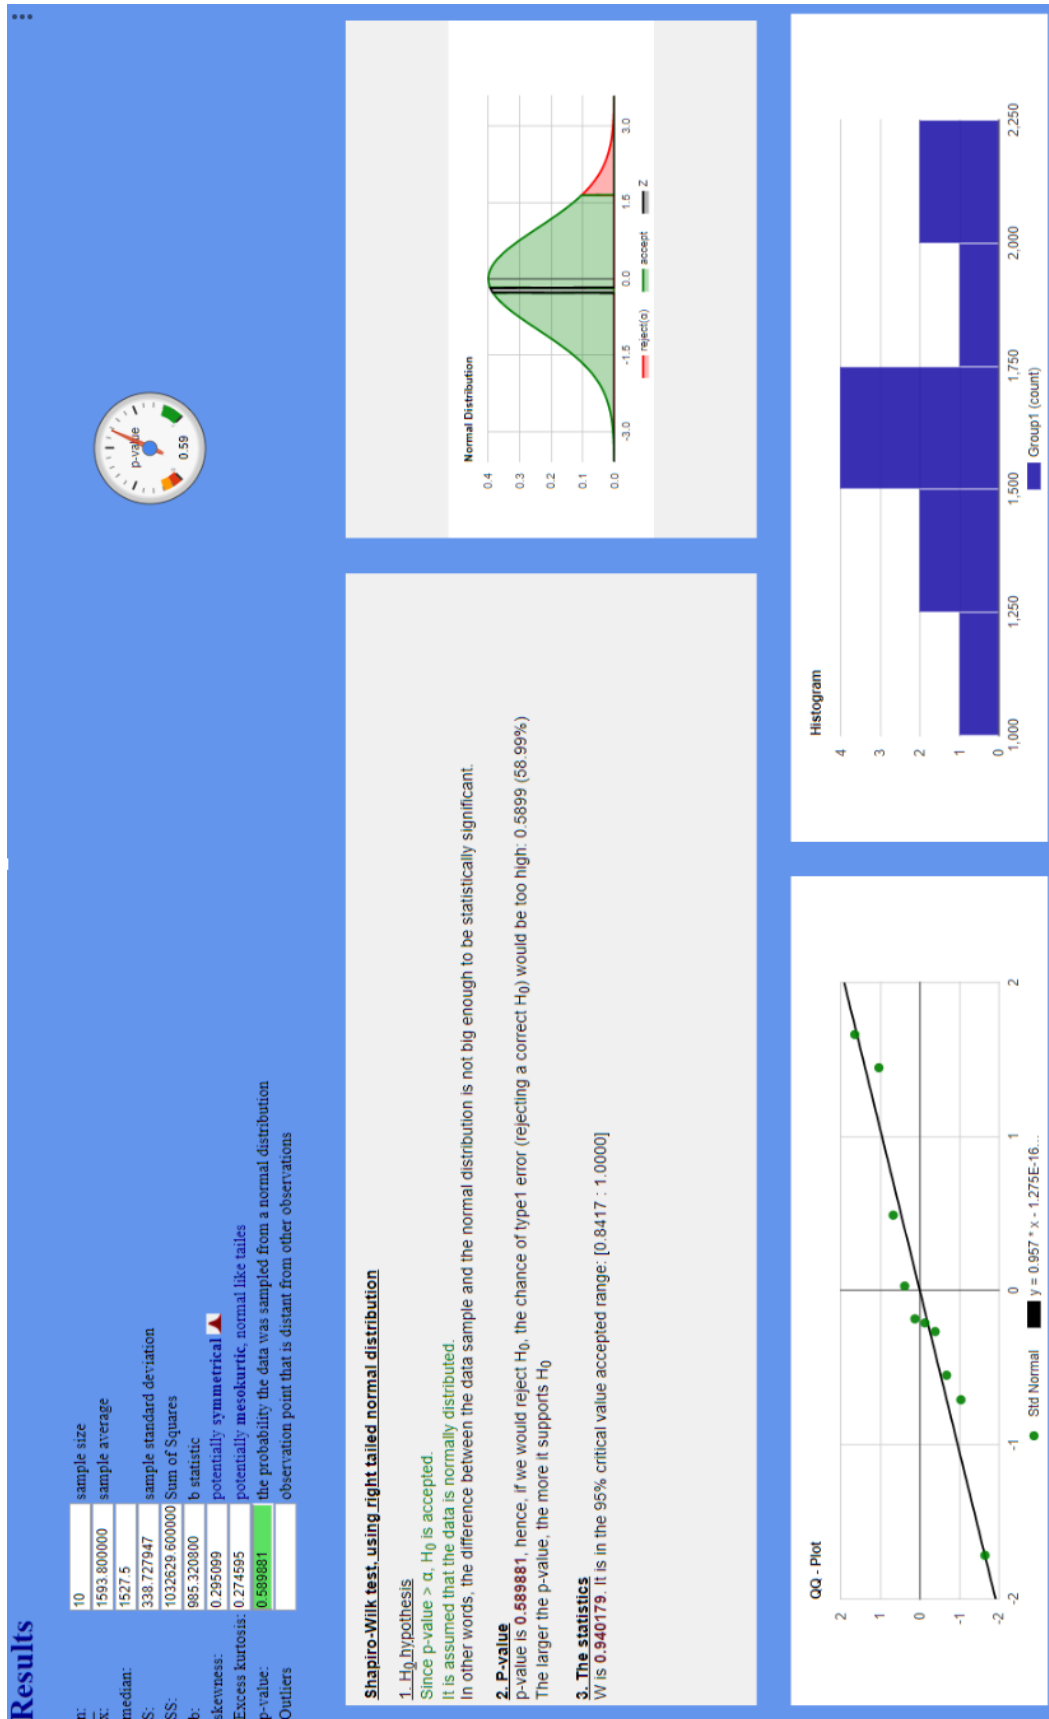 Results
n: 10 sample size
x: 1593.800000 sample average
median: 1527.5
S: 338.727947 sample standard deviation
SS: 1032629.600000 Sum of Squares
b: 985.320800 b statistic
skewness: 0.295099 potentially symmetrical
Excess kurtosis: 0.274595 potentially mesokurtic, normal like tailes
p-value: 0.589881 the probability the data was sampled from a normal distribution
Outliers observation point that is distant from other observations
p-value
0.59
Shapiro-Wilk test, using right tailed normal distribution
1. H0 hypothesis
Since p-value > α, H0 is accepted.
It is assumed that the data is normally distributed.
In other words, the difference between the data sample and the normal distribution is not big enough to be statistically significant.
2. P-value
p-value is 0.589881, hence, if we would reject H0, the chance of type1 error (rejecting a correct H0) would be too high: 0.5899 (58.99%)
The larger the p-value, the more it supports H0
3. The statistics
W is 0.940179. It is in the 95% critical value accepted range: [0.8417 : 1.0000]
Normal Distribution
0.4
0.3
0.2
0.1
0.0
-3.0 -1.5 0.0 1.5 3.0
reject(α) accept Z
QQ - Plot
2
1
0
-1
-2
-2 -1 0 1 2
Std Normal y = 0.957 * x - 1.275E-16...
Histogram
4
3
2
1
0
1,000 1,250 1,500 1,750 2,000 2,250
Group1 (count)